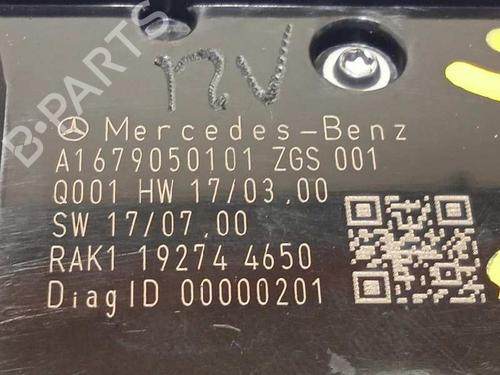 NV
Mercedes-Benz
A1679050101 ZGS 001
Q001 HW 17/03.00
SW 17/07.00
RAK1 19274 4650
DiagID 00000201
B-PARTS